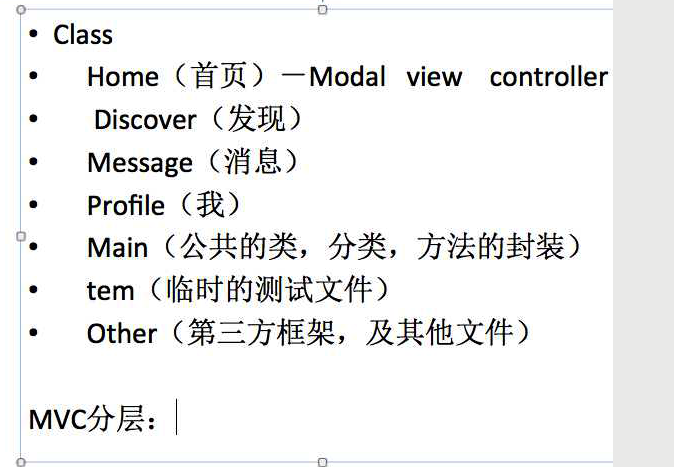 • Class
• Home（首页）－Modal view controller
• Discover（发现）
• Message（消息）
• Profile（我）
• Main（公共的类，分类，方法的封装）
• tem（临时的测试文件）
• Other（第三方框架，及其他文件）
MVC分层：